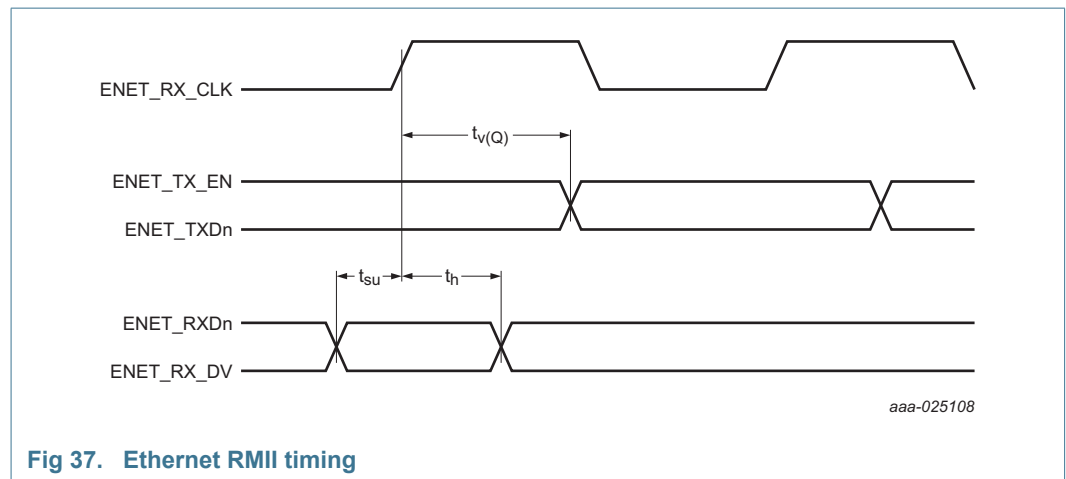 ENET_RX_CLK
tv(Q)
ENET_TX_EN
ENET_TXDn
tsu
th
ENET_RXDn
ENET_RX_DV
aaa-025108
Fig 37. Ethernet RMII timing